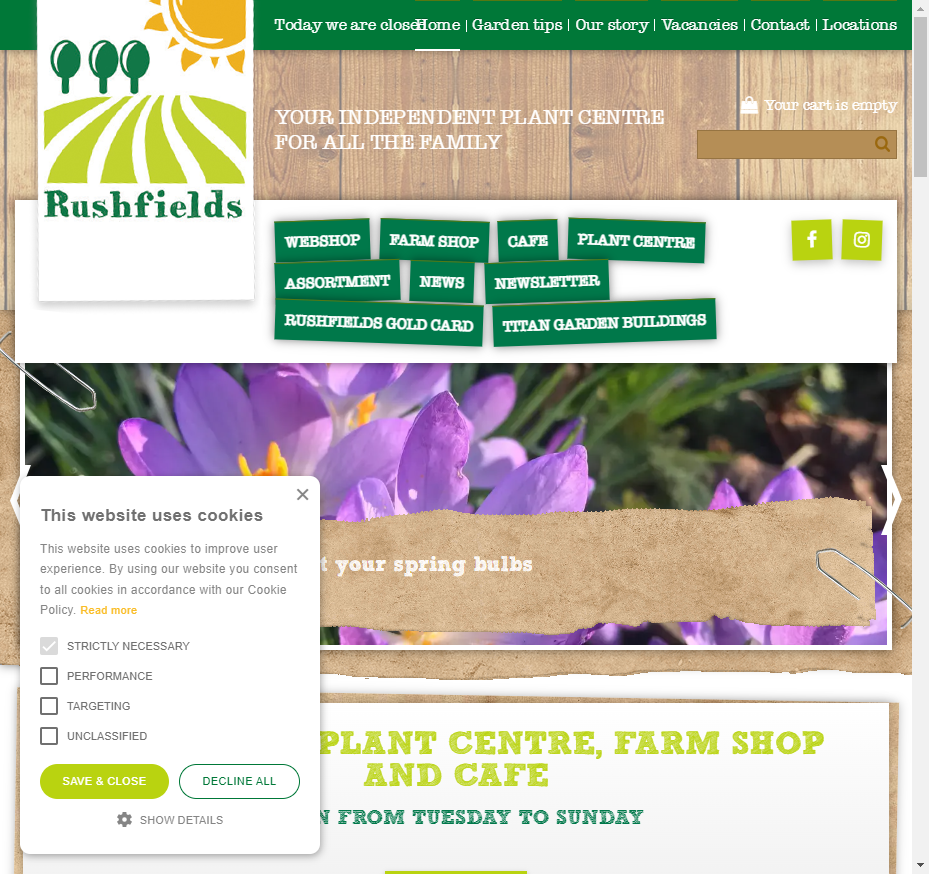 Today we are closed Home | Garden tips | Our story | Vacancies | Contact | Locations
Rushfields
YOUR INDEPENDENT PLANT CENTRE
FOR ALL THE FAMILY
Your cart is empty
WEBSHOP FARM SHOP CAFE PLANT CENTRE
ASSORTMENT NEWS NEWSLETTER
RUSHFIELDS GOLD CARD TITAN GARDEN BUILDINGS
your spring bulbs
This website uses cookies
This website uses cookies to improve user
experience. By using our website you consent
to all cookies in accordance with our Cookie
Policy. Read more
STRICTLY NECESSARY
PERFORMANCE
TARGETING
UNCLASSIFIED
SAVE & CLOSE DECLINE ALL
SHOW DETAILS
PLANT CENTRE, FARM SHOP
AND CAFE
FROM TUESDAY TO SUNDAY